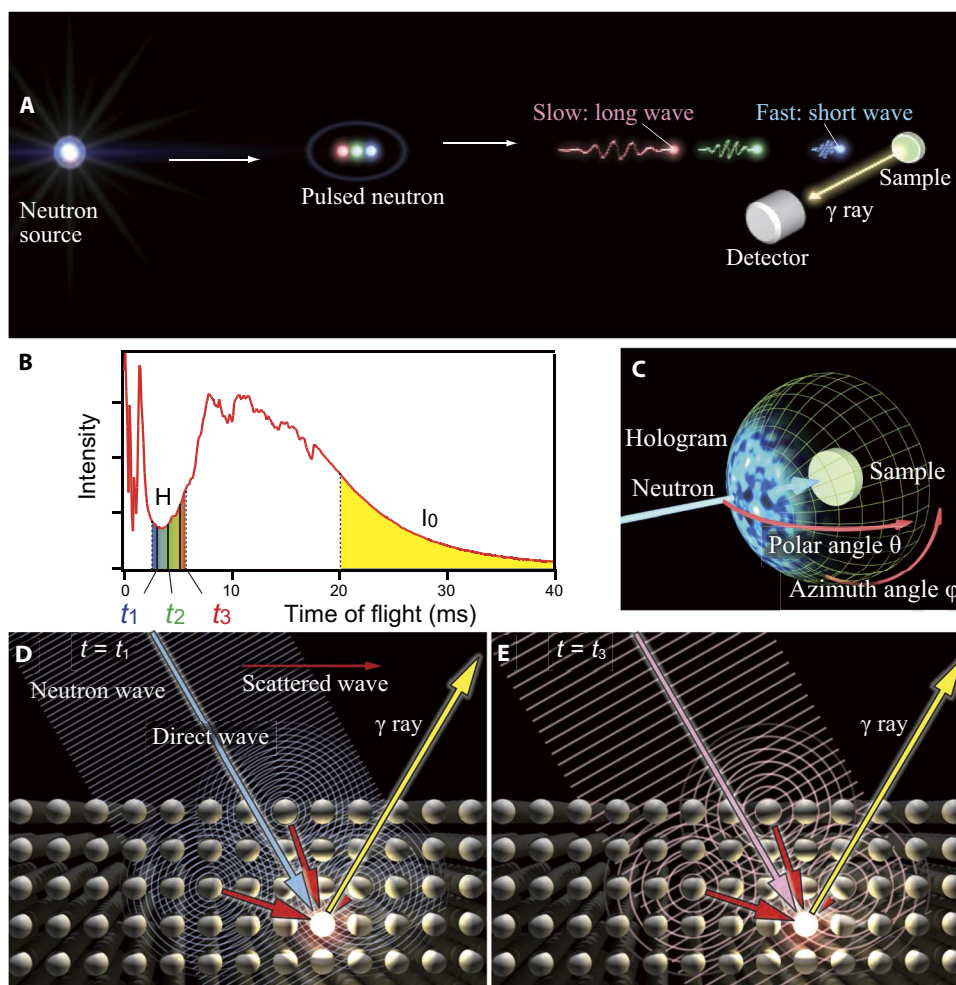 A
Slow: long wave
Fast: short wave
Neutron
source
Pulsed neutron
Sample
γ ray
Detector
B
Intensity
H
I0
0
10
20
30
40
t1
t2
t3
Time of flight (ms)
C
Hologram
Neutron
Sample
Polar angle θ
Azimuth angle φ
D
t = t1
Neutron wave
Scattered wave
Direct wave
γ ray
E
t = t3
γ ray